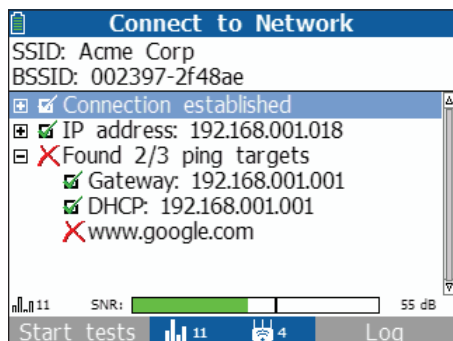 Connect to Network
SSID: Acme Corp
BSSID: 002397-2f48ae
Connection established
IP address: 192.168.001.018
Found 2/3 ping targets
Gateway: 192.168.001.001
DHCP: 192.168.001.001
www.google.com
11 SNR: 55 dB
Start tests 11 4 Log